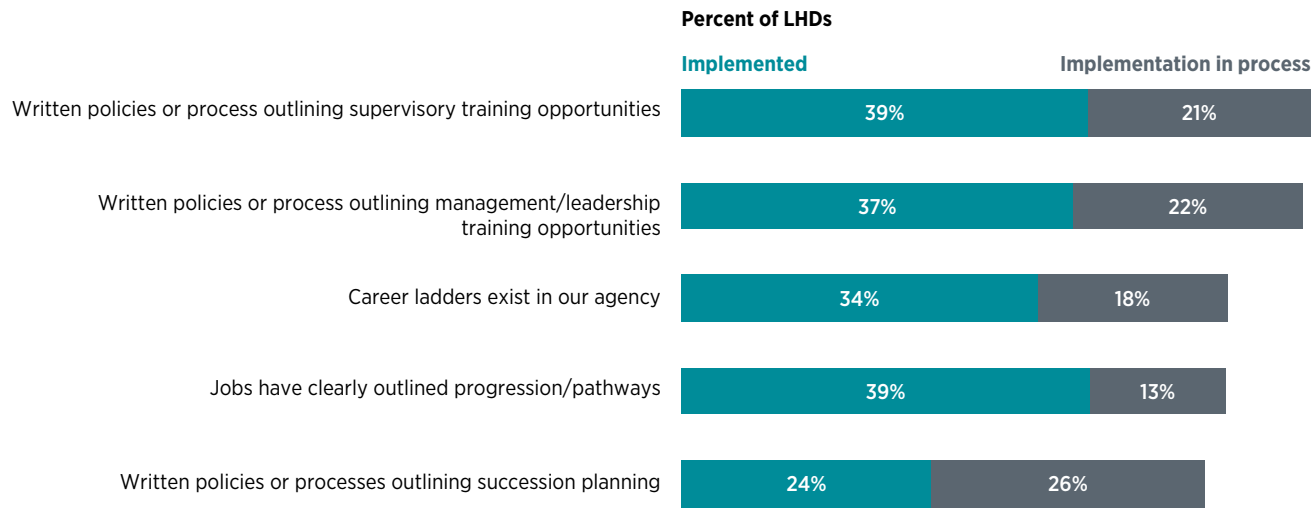 Percent of LHDs
Implemented Implementation in process
Written policies or process outlining supervisory training opportunities 39% 21%
Written policies or process outlining management/leadership
training opportunities 37% 22%
Career ladders exist in our agency 34% 18%
Jobs have clearly outlined progression/pathways 39% 13%
Written policies or processes outlining succession planning 24% 26%